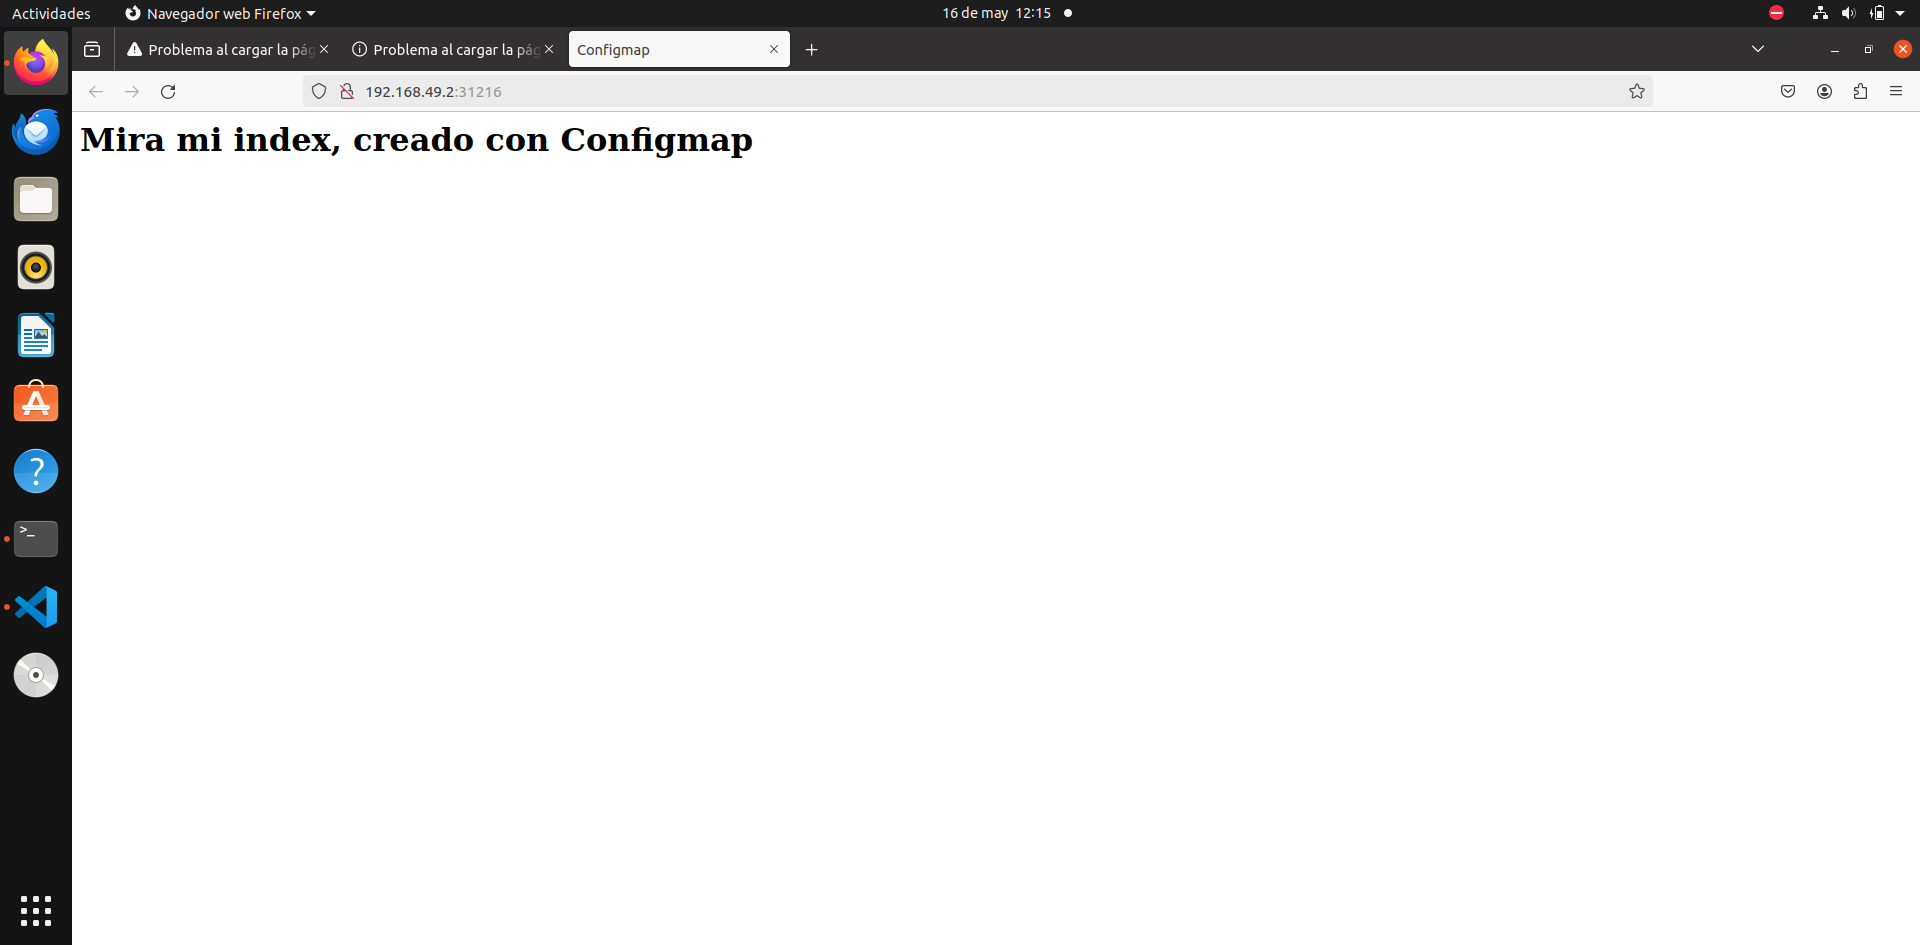 Actividades
Navegador web Firefox
16 de may 12:15
Problema al cargar la pág
Problema al cargar la pág
Configmap
192.168.49.2:31216
Mira mi index, creado con Configmap
A
?
>_